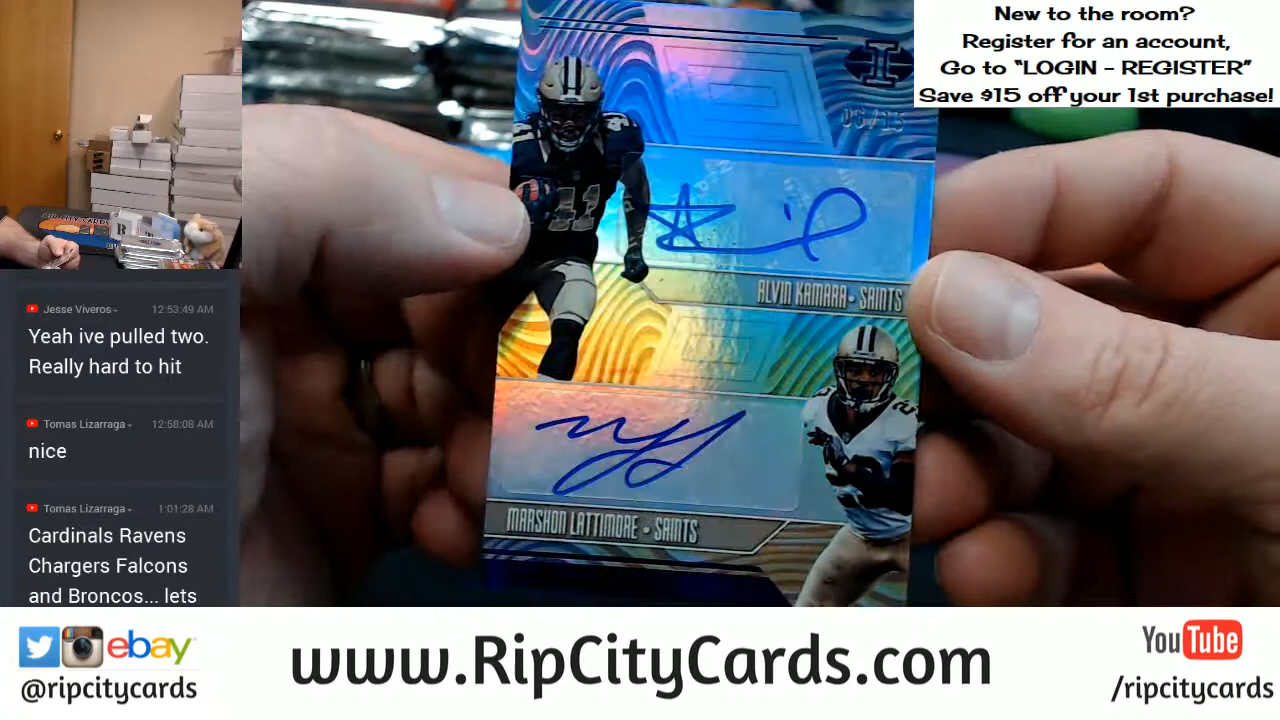 New to the room?
Register for an account,
Go to “LOGIN - REGISTER”
Save $15 off your 1st purchase!
Jesse Viveros
12:53:49 AM
Yeah ive pulled two.
Really hard to hit
Tomas Lizarraga
12:58:08 AM
nice
Tomas Lizarraga
1:01:28 AM
Cardinals Ravens
Chargers Falcons
and Broncos... lets
I
41
41
ALVIN KAMARA • SAINTS
MARSHON LATTIMORE • SAINTS
ebay
@ripcitycards
www.RipCityCards.com
YouTube
/ripcitycards